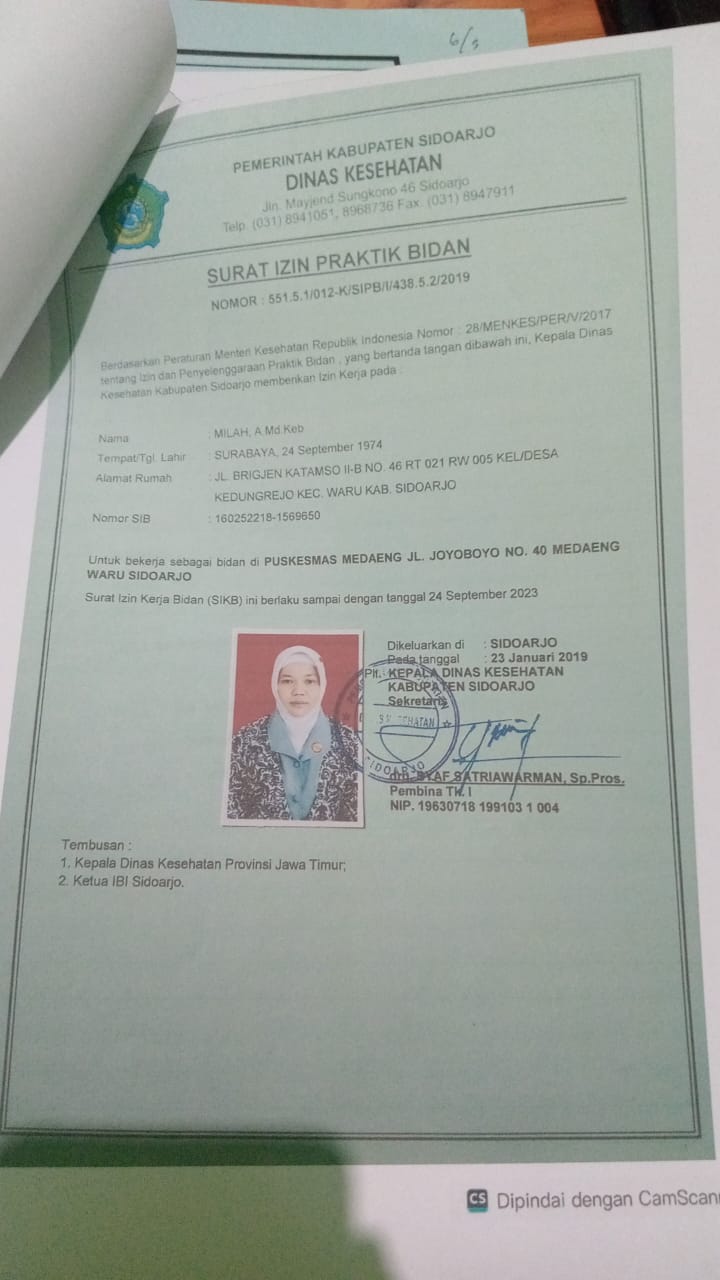 6/3
PEMERINTAH KABUPATEN SIDOARJO
DINAS KESEHATAN
Jln. Mayjend Sungkono 46 Sidoarjo
Telp. (031) 8941051, 8968736 Fax. (031) 8947911
SURAT IZIN PRAKTIK BIDAN
NOMOR : 551.5.1/012-K/SIPB/I/438.5.2/2019
Berdasarkan Peraturan Menteri Kesehatan Republik Indonesia Nomor : 28/MENKES/PER/V/2017
tentang Izin dan Penyelenggaraan Praktik Bidan , yang bertanda tangan dibawah ini, Kepala Dinas
Kesehatan Kabupaten Sidoarjo memberikan Izin Kerja pada :
Nama : MILAH, A.Md.Keb
Tempat/Tgl. Lahir : SURABAYA, 24 September 1974
Alamat Rumah : JL. BRIGJEN KATAMSO II-B NO. 46 RT 021 RW 005 KEL/DESA
KEDUNGREJO KEC. WARU KAB. SIDOARJO
Nomor SIB : 160252218-1569650
Untuk bekerja sebagai bidan di PUSKESMAS MEDAENG JL. JOYOBOYO NO. 40 MEDAENG
WARU SIDOARJO
Surat Izin Kerja Bidan (SIKB) ini berlaku sampai dengan tanggal 24 September 2023
Dikeluarkan di : SIDOARJO
Pada tanggal : 23 Januari 2019
Plt. KEPALA DINAS KESEHATAN
KABUPATEN SIDOARJO
Sekretaris
SIDOARJO
SYAF SATRIAWARMAN, Sp.Pros.
Pembina Tk. I
NIP. 19630718 199103 1 004
Tembusan :
1. Kepala Dinas Kesehatan Provinsi Jawa Timur;
2. Ketua IBI Sidoarjo.
CS Dipindai dengan CamScan